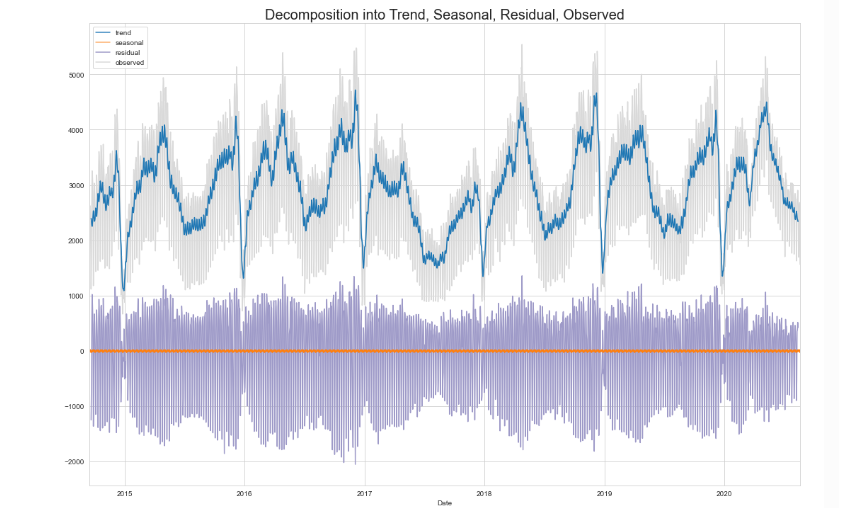 Decomposition into Trend, Seasonal, Residual, Observed
trend
seasonal
residual
observed
5000
4000
3000
2000
1000
0
−1000
−2000
2015 2016 2017 2018 2019 2020
Date